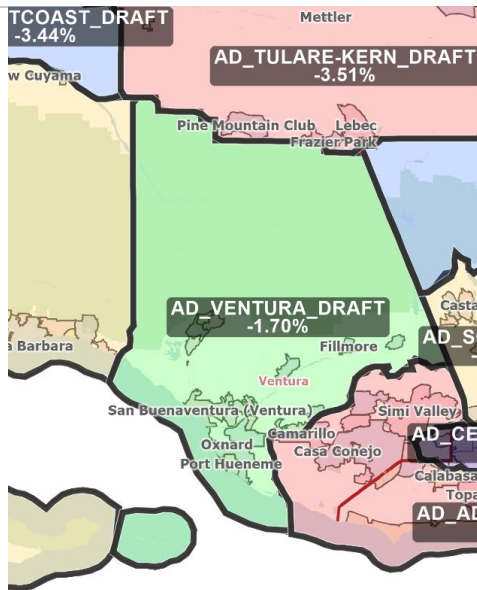 TCOAST_DRAFT
-3.44%
Mettler
AD_TULARE-KERN_DRAFT
-3.51%
w Cuyama
Pine Mountain Club
Lebec
Frazier Park
AD_VENTURA_DRAFT
-1.70%
Casta
AD_S
a Barbara
Fillmore
Ventura
San Buenaventura (Ventura)
Simi Valley
Camarillo
AD_CE
Oxnard
Casa Conejo
Port Hueneme
Calabasa
Topa
AD_AD